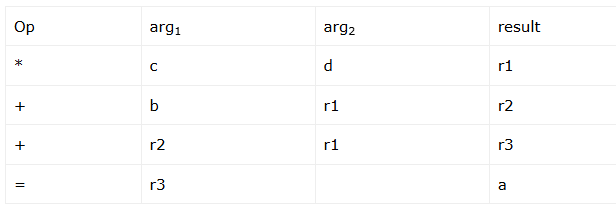 Op arg₁ arg₂ result
* c d r1
+ b r1 r2
+ r2 r1 r3
= r3 a